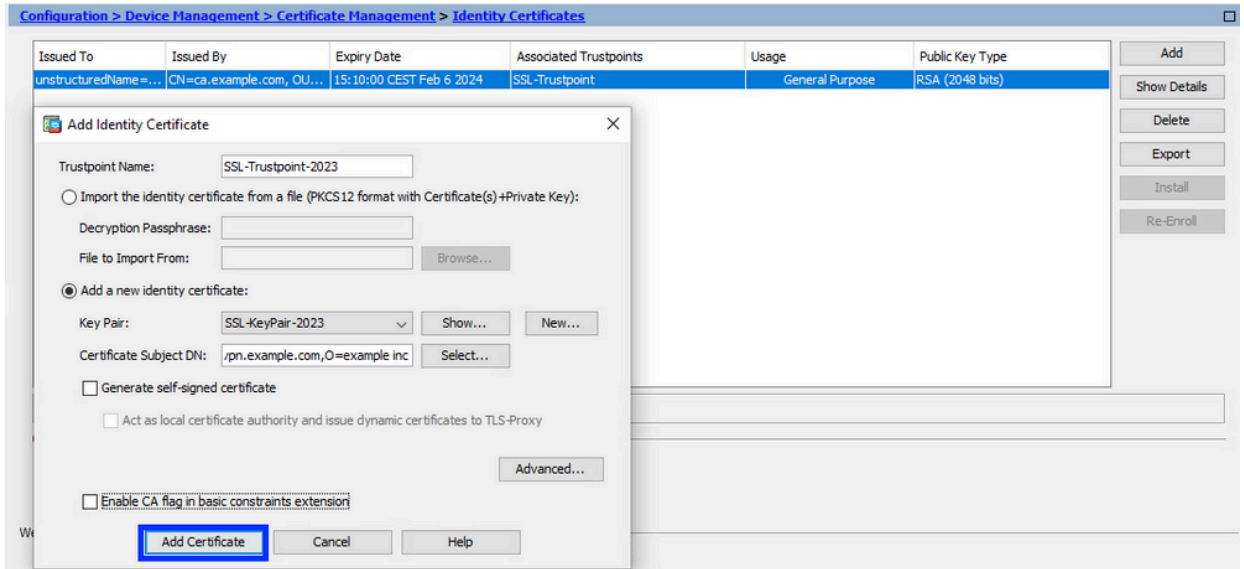 Configuration > Device Management > Certificate Management > Identity Certificates
Issued To Issued By Expiry Date Associated Trustpoints Usage Public Key Type
unstructuredName=... CN=ca.example.com, OU... 15:10:00 CEST Feb 6 2024 SSL-Trustpoint General Purpose RSA (2048 bits)
Add
Show Details
Delete
Export
Install
Re-Enroll
Add Identity Certificate
Trustpoint Name: SSL-Trustpoint-2023
Import the identity certificate from a file (PKCS12 format with Certificate(s)+Private Key):
Decryption Passphrase:
File to Import From: Browse...
Add a new identity certificate:
Key Pair: SSL-KeyPair-2023 Show... New...
Certificate Subject DN: vpn.example.com,O=example inc Select...
Generate self-signed certificate
Act as local certificate authority and issue dynamic certificates to TLS-Proxy
Advanced...
Enable CA flag in basic constraints extension
Add Certificate Cancel Help